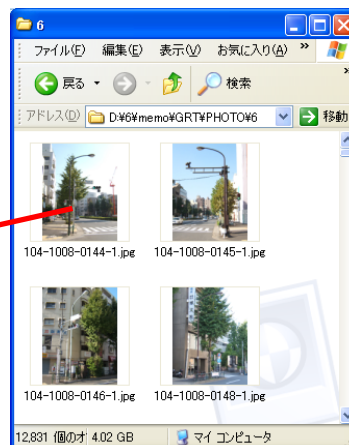 6
ファイル(F) 編集(E) 表示(V) お気に入り(A) »
戻る 検索 »
アドレス(D) D:¥6¥memo¥GRT¥PHOTO¥6 移動
104-1008-0144-1.jpg 104-1008-0145-1.jpg
104-1008-0146-1.jpg 104-1008-0148-1.jpg
12,831 個のオ 4.02 GB マイ コンピュータ